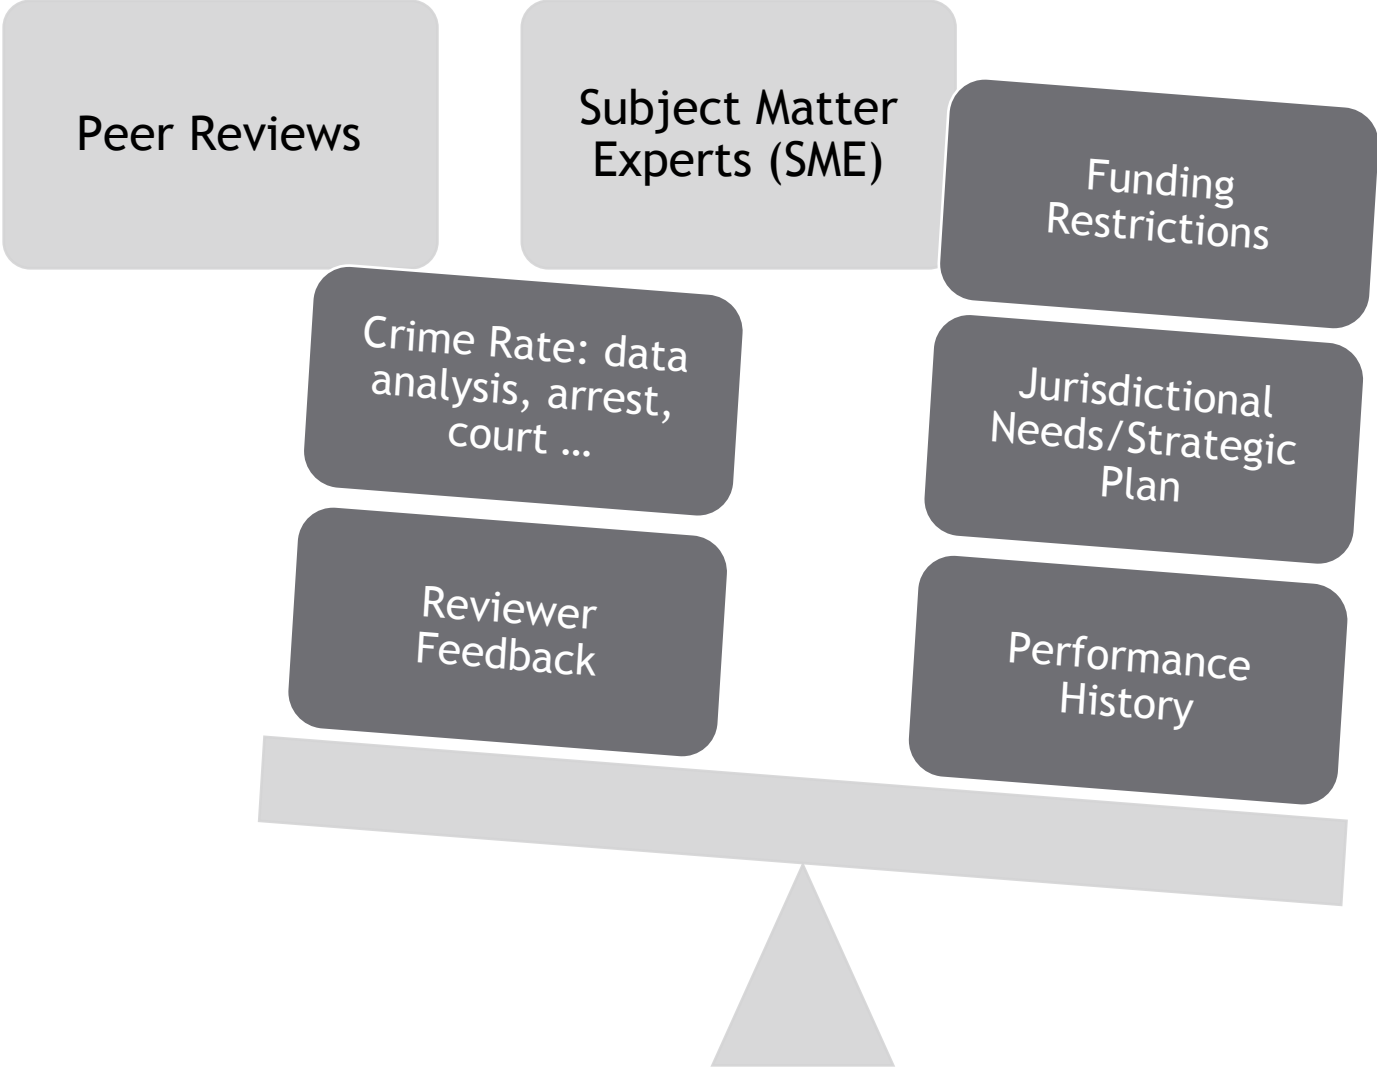 Peer Reviews
Subject Matter
Experts (SME)
Funding
Restrictions
Crime Rate: data
analysis, arrest,
court …
Jurisdictional
Needs/Strategic
Plan
Reviewer
Feedback
Performance
History